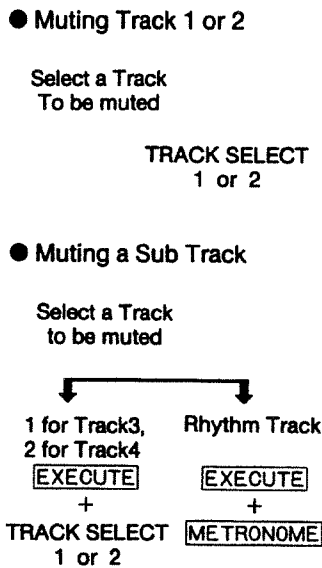 ● Muting Track 1 or 2
Select a Track
To be muted
TRACK SELECT
1 or 2
● Muting a Sub Track
Select a Track
to be muted
1 for Track3,
2 for Track4
EXECUTE
+
TRACK SELECT
1 or 2
Rhythm Track
EXECUTE
+
METRONOME